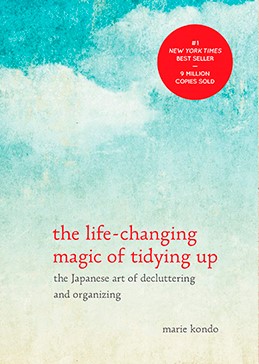 #1
NEW YORK TIMES
BEST SELLER
—
9 MILLION
COPIES SOLD
the life-changing
magic of tidying up
the Japanese art of decluttering
and organizing
marie kondo